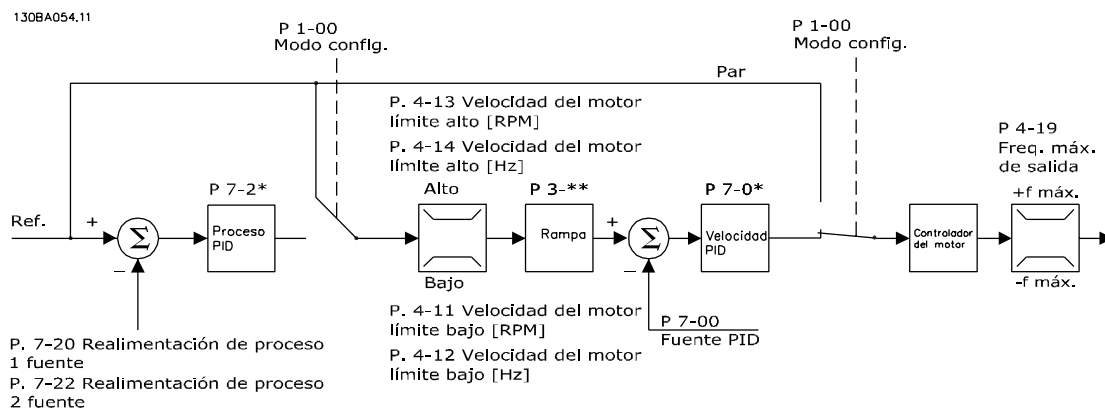 130BA054.11
P 1-00
Modo config.
P 1-00
Modo config.
Par
P. 4-13 Velocidad del motor
límite alto [RPM]
P. 4-14 Velocidad del motor
límite alto [Hz]
P 4-19
Freq. máx.
de salida
P 7-2*
Alto
P 3-**
P 7-0*
+f máx.
Ref.
+
Σ
Proceso
PID
Rampa
+
Σ
Velocidad
PID
Controlador
del motor
_
_
Bajo
-f máx.
P. 4-11 Velocidad del motor
límite bajo [RPM]
P. 4-12 Velocidad del motor
límite bajo [Hz]
P 7-00
Fuente PID
P. 7-20 Realimentación de proceso
1 fuente
P. 7-22 Realimentación de proceso
2 fuente